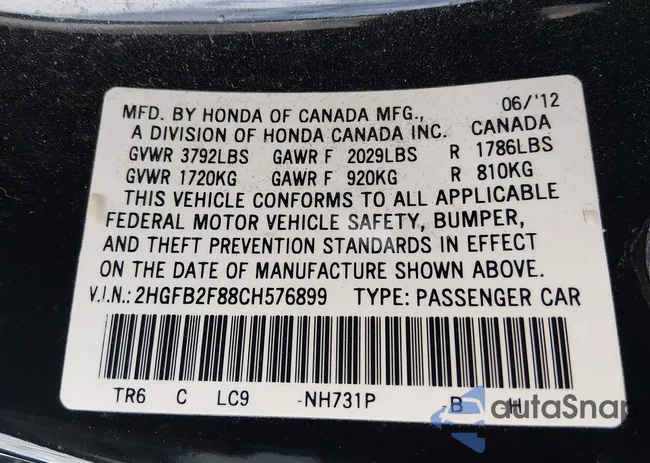 MFD. BY HONDA OF CANADA MFG., 06/'12
A DIVISION OF HONDA CANADA INC. CANADA
GVWR 3792LBS GAWR F 2029LBS R 1786LBS
GVWR 1720KG GAWR F 920KG R 810KG
THIS VEHICLE CONFORMS TO ALL APPLICABLE
FEDERAL MOTOR VEHICLE SAFETY, BUMPER,
AND THEFT PREVENTION STANDARDS IN EFFECT
ON THE DATE OF MANUFACTURE SHOWN ABOVE.
V.I.N.: 2HGFB2F88CH576899 TYPE: PASSENGER CAR
TR6 C LC9 -NH731P B H
autoSnap